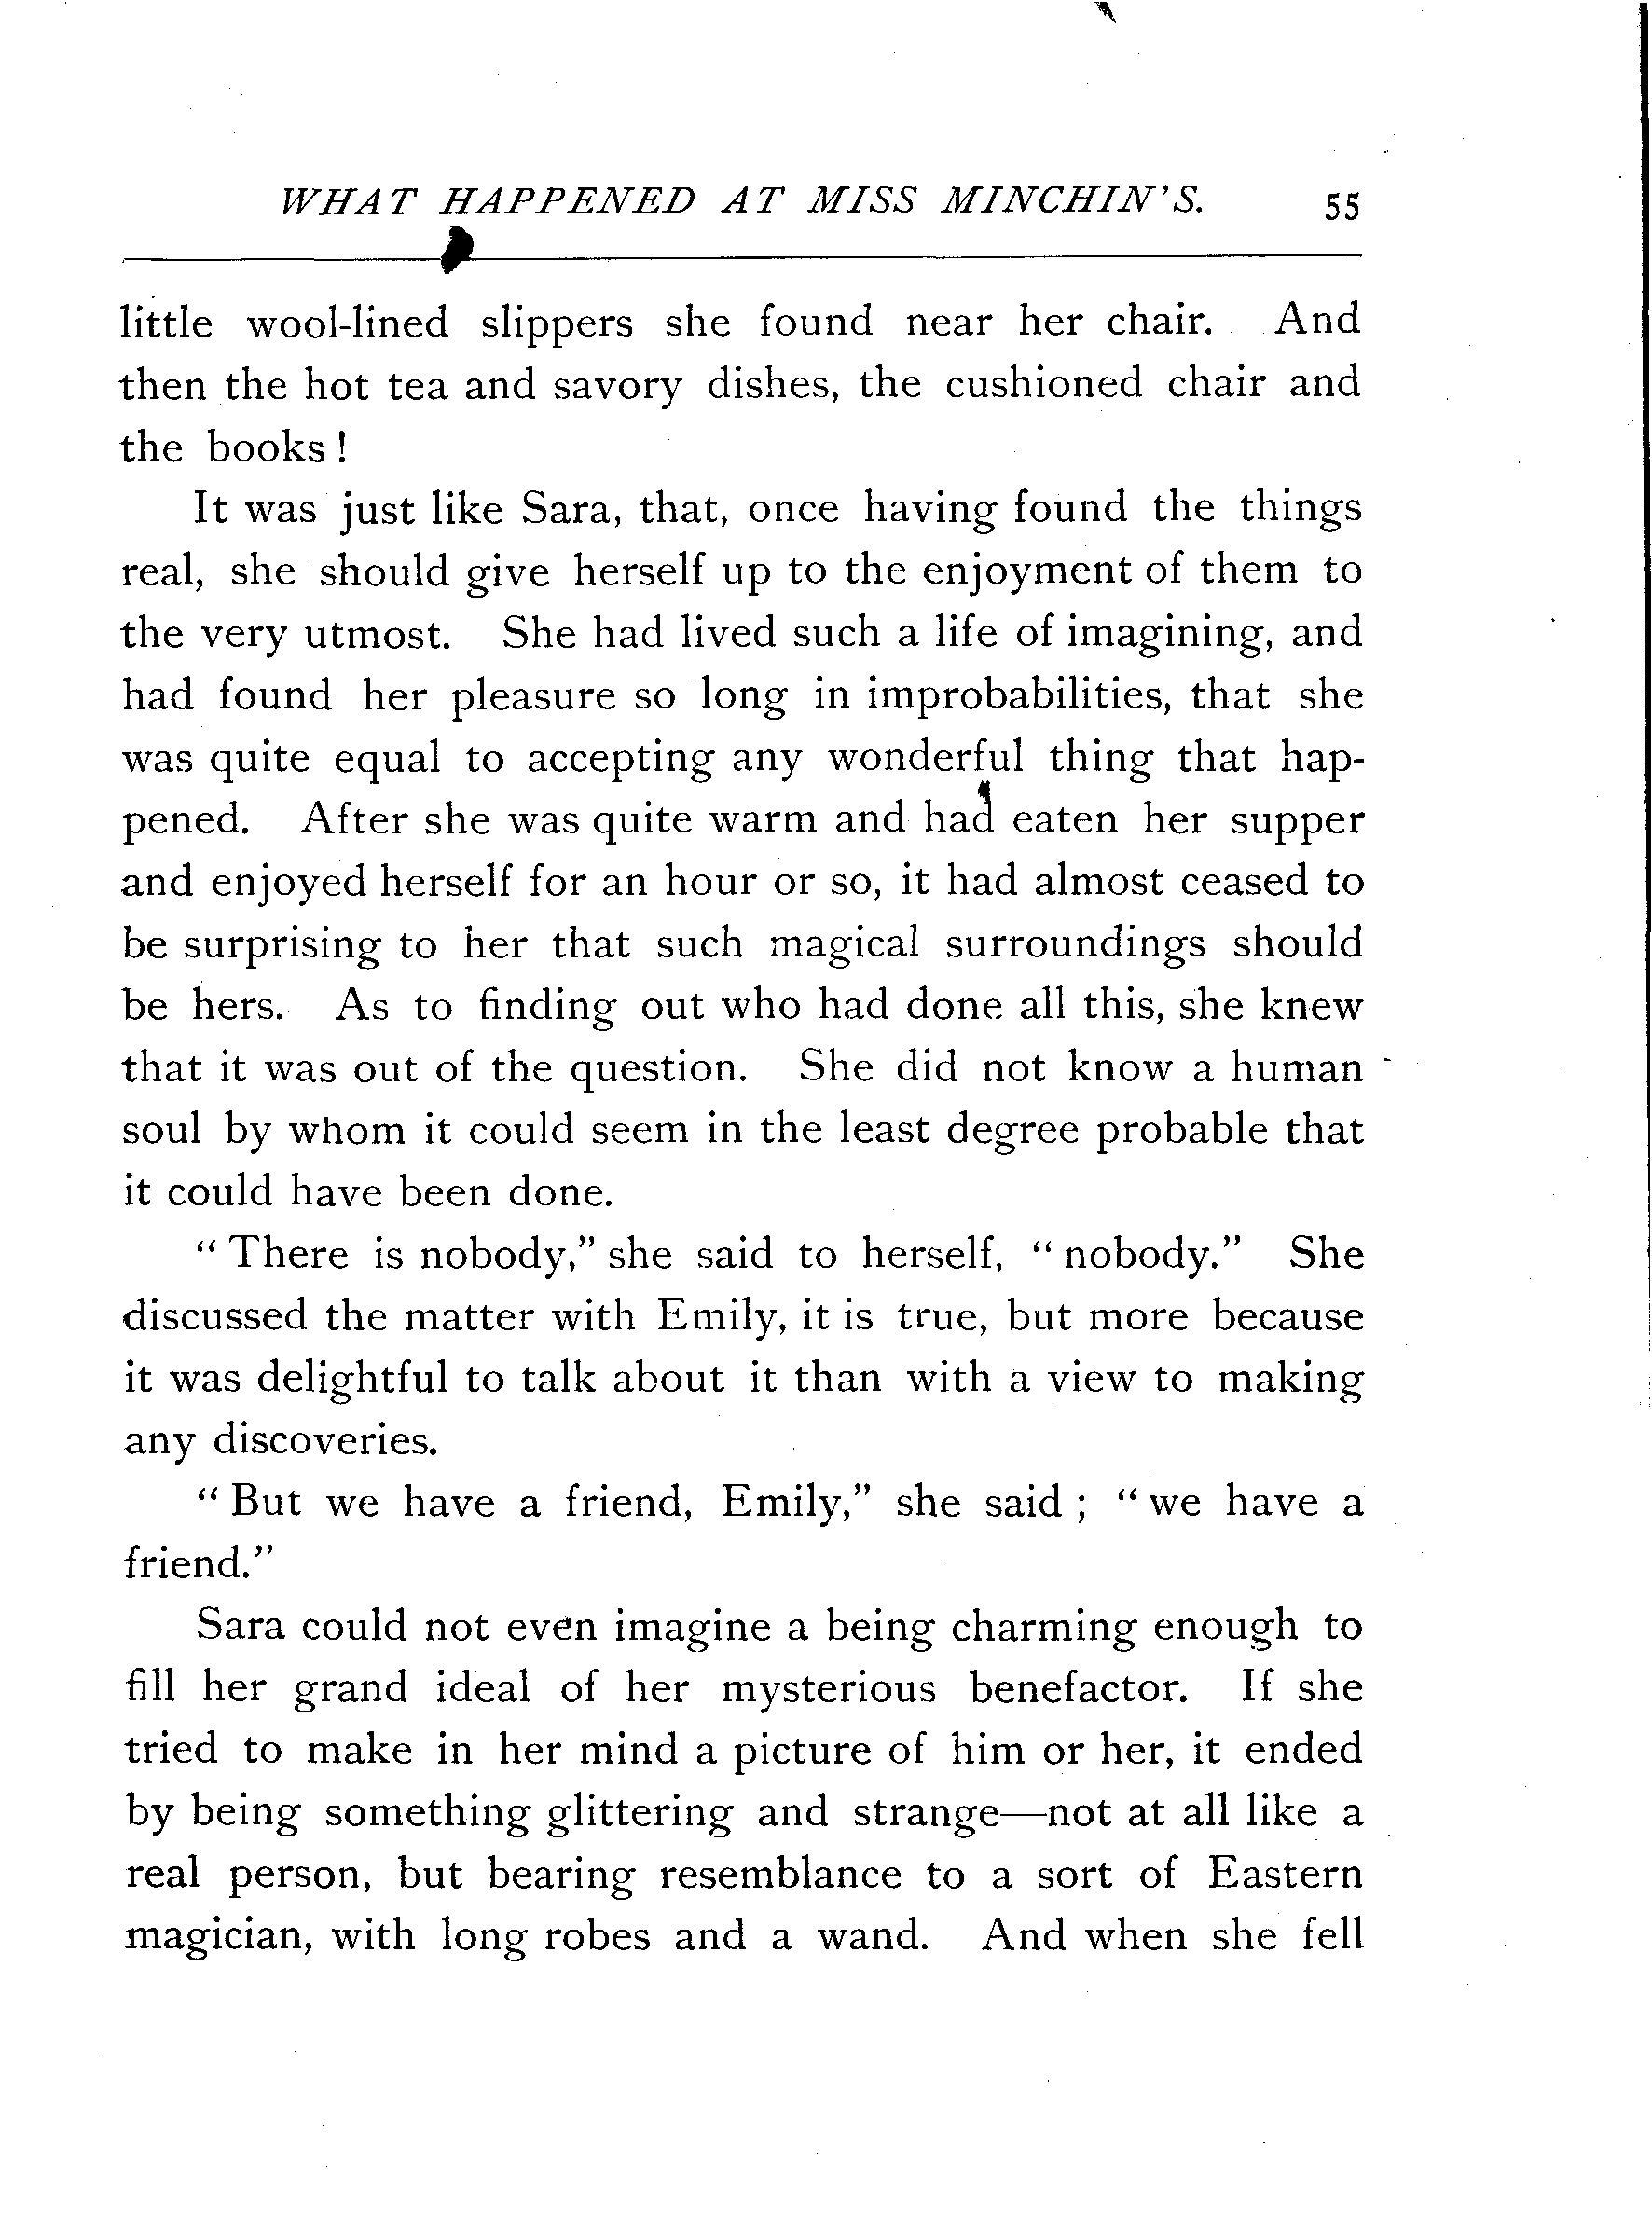 WHAT HAPPENED AT MISS MINCHIN'S. 55
little wool-lined slippers she found near her chair. And
then the hot tea and savory dishes, the cushioned chair and
the books!
It was just like Sara, that, once having found the things
real, she should give herself up to the enjoyment of them to
the very utmost. She had lived such a life of imagining, and
had found her pleasure so long in improbabilities, that she
was quite equal to accepting any wonderful thing that hap-
pened. After she was quite warm and had eaten her supper
and enjoyed herself for an hour or so, it had almost ceased to
be surprising to her that such magical surroundings should
be hers. As to finding out who had done all this, she knew
that it was out of the question. She did not know a human
soul by whom it could seem in the least degree probable that
it could have been done.
"There is nobody," she said to herself, "nobody." She
discussed the matter with Emily, it is true, but more because
it was delightful to talk about it than with a view to making
any discoveries.
"But we have a friend, Emily," she said; "we have a
friend."
Sara could not even imagine a being charming enough to
fill her grand ideal of her mysterious benefactor. If she
tried to make in her mind a picture of him or her, it ended
by being something glittering and strange—not at all like a
real person, but bearing resemblance to a sort of Eastern
magician, with long robes and a wand. And when she fell